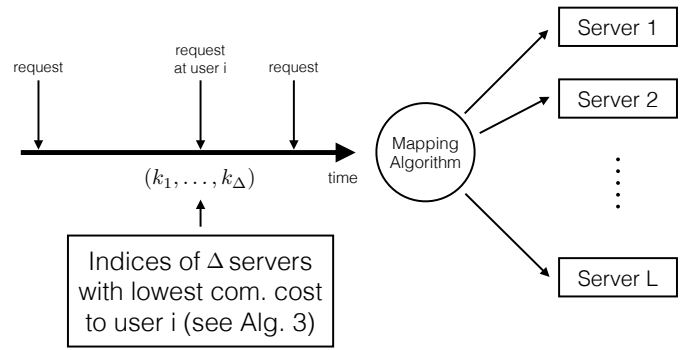 request
request
at user i
request
(k₁, . . . , k_Δ)
time
Indices of Δ servers
with lowest com. cost
to user i (see Alg. 3)
Mapping
Algorithm
Server 1
Server 2
Server L